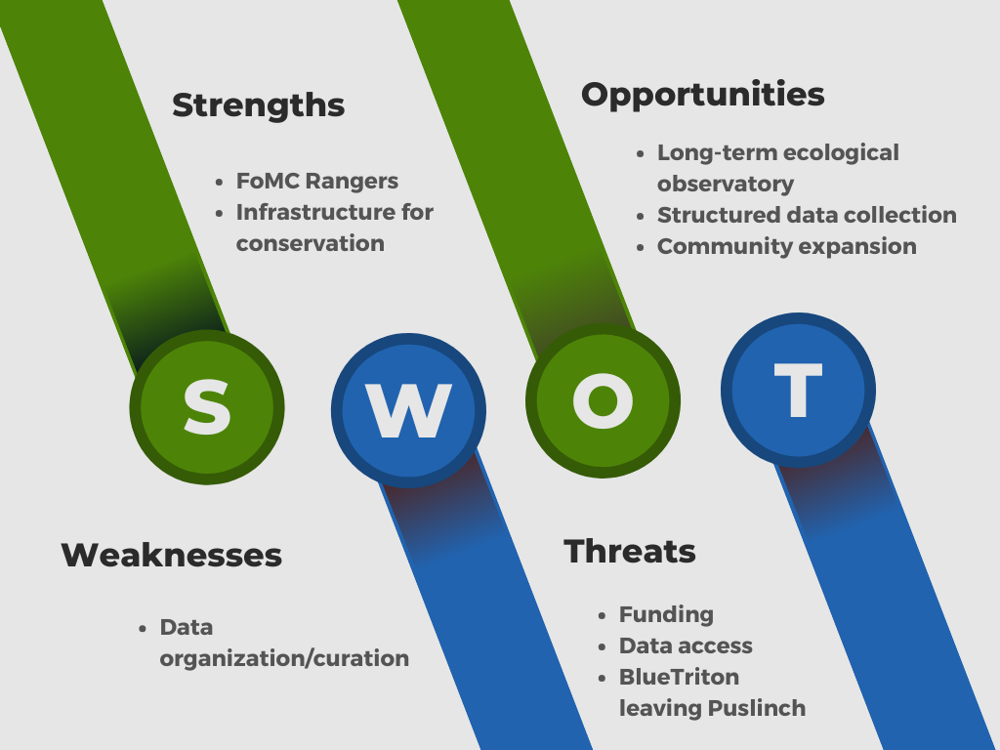 Strengths
• FoMC Rangers
• Infrastructure for
conservation
Opportunities
• Long-term ecological
observatory
• Structured data collection
• Community expansion
S
W
O
T
Weaknesses
• Data
organization/curation
Threats
• Funding
• Data access
• BlueTriton
leaving Puslinch